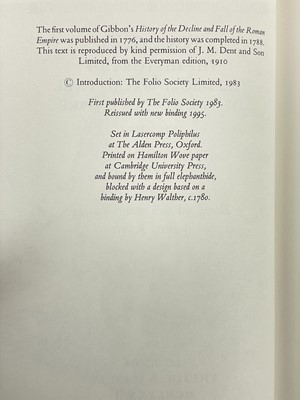 The first volume of Gibbon's History of the Decline and Fall of the Roman
Empire was published in 1776, and the history was completed in 1788.
This text is reproduced by kind permission of J. M. Dent and Son
Limited, from the Everyman edition, 1910
© Introduction: The Folio Society Limited, 1983
First published by The Folio Society 1983.
Reissued with new binding 1995.
Set in Lasercomp Poliphilus
at The Alden Press, Oxford.
Printed on Hamilton Wove paper
at Cambridge University Press,
and bound by them in full elephanthide,
blocked with a design based on a
binding by Henry Walther, c.1780.